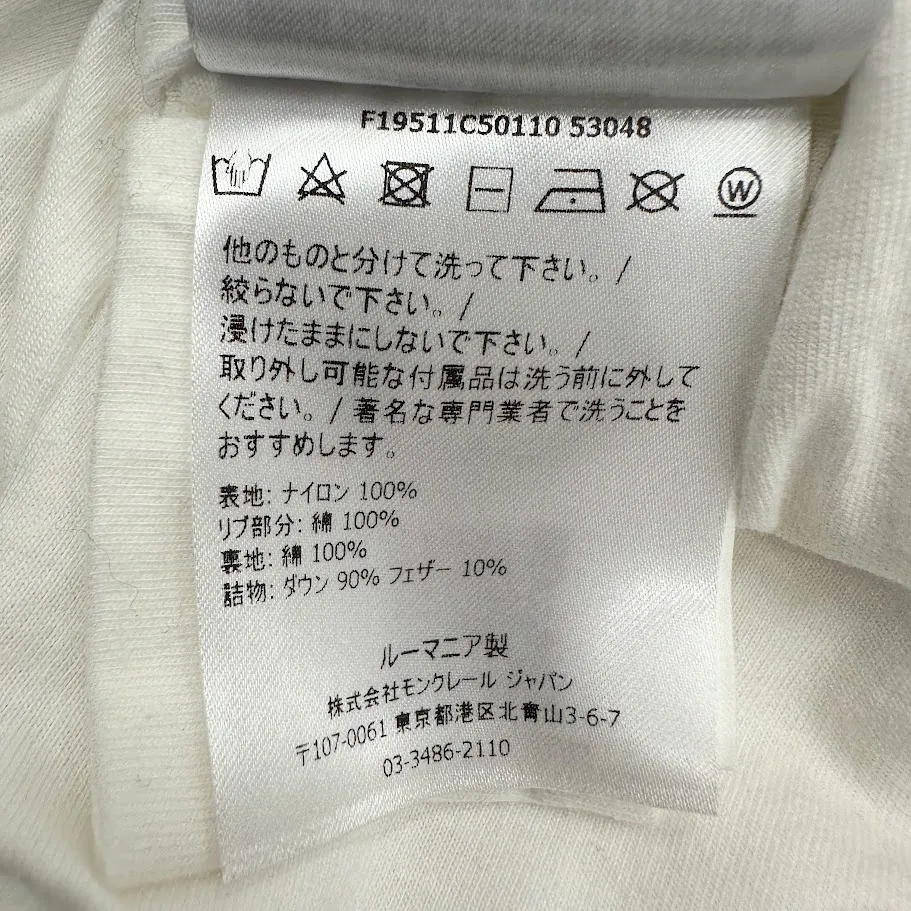 F19511C50110 53048
W
他のものと分けて洗って下さい。/
絞らないで下さい。/
浸けたままにしないで下さい。/
取り外し可能な付属品は洗う前に外して
ください。/ 著名な専門業者で洗うことを
おすすめします。
表地: ナイロン 100%
リブ部分: 綿 100%
裏地: 綿 100%
詰物: ダウン 90% フェザー 10%
ルーマニア製
株式会社モンクレール ジャパン
〒107-0061 東京都港区北青山3-6-7
03-3486-2110